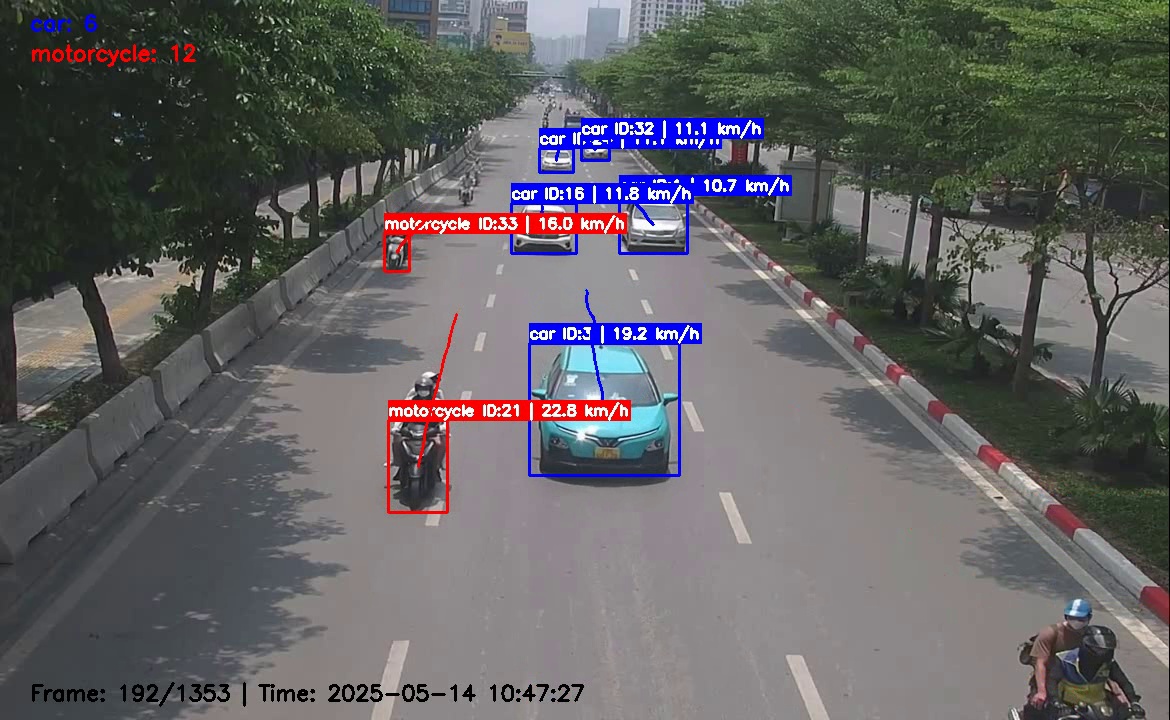 car: 6
motorcycle: 12
car ID:32 | 11.1 km/h
car
km/h
car ID:16 | 11.8 km/h
10.7 km/h
motorcycle ID:33 | 16.0 km/h
car ID:3 | 19.2 km/h
motorcycle ID:21 | 22.8 km/h
Frame: 192/1353 | Time: 2025-05-14 10:47:27